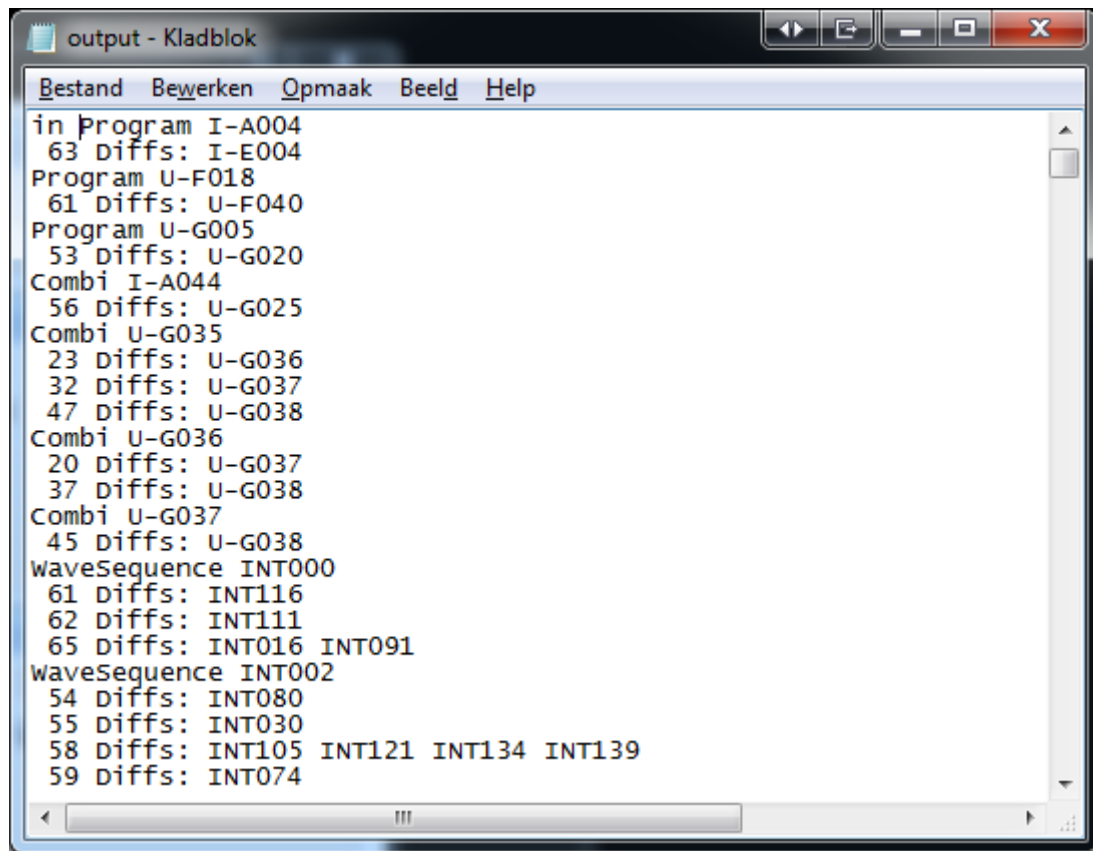 output - Kladblok
Bestand Bewerken Opmaak Beeld Help
in Program I-A004
63 Diffs: I-E004
Program U-F018
61 Diffs: U-F040
Program U-G005
53 Diffs: U-G020
Combi I-A044
56 Diffs: U-G025
Combi U-G035
23 Diffs: U-G036
32 Diffs: U-G037
47 Diffs: U-G038
Combi U-G036
20 Diffs: U-G037
37 Diffs: U-G038
Combi U-G037
45 Diffs: U-G038
WaveSequence INT000
61 Diffs: INT116
62 Diffs: INT111
65 Diffs: INT016 INT091
WaveSequence INT002
54 Diffs: INT080
55 Diffs: INT030
58 Diffs: INT105 INT121 INT134 INT139
59 Diffs: INT074